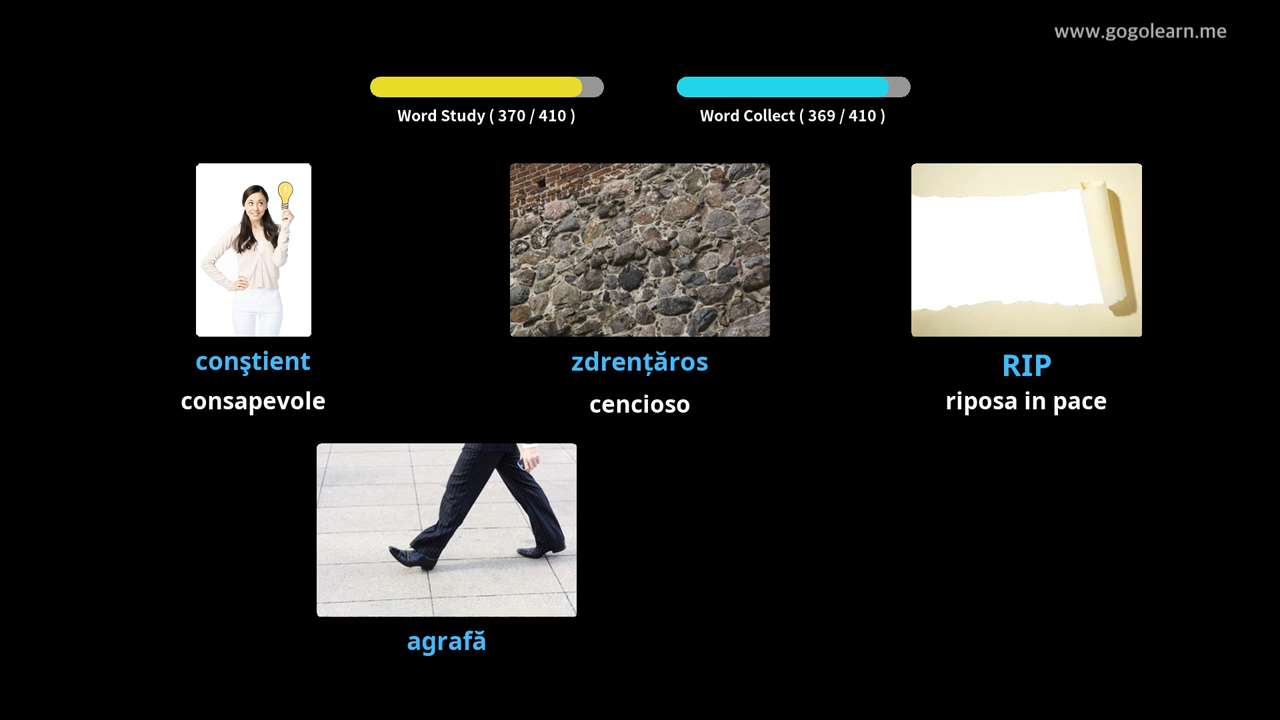 www.gogolearn.me
Word Study ( 370 / 410 )
Word Collect ( 369 / 410 )
conştient
zdrențăros
RIP
consapevole
cencioso
riposa in pace
agrafă